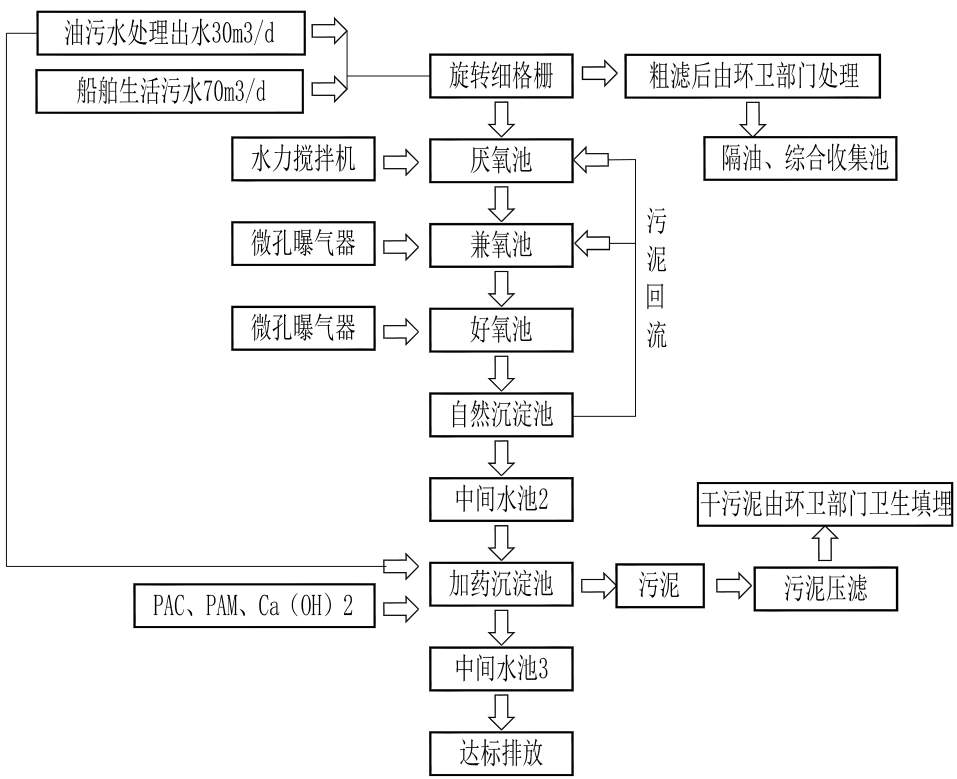 油污水处理出水30m3/d
船舶生活污水70m3/d
旋转细格栅
粗滤后由环卫部门处理
隔油、综合收集池
水力搅拌机
厌氧池
微孔曝气器
兼氧池
微孔曝气器
好氧池
污泥回流
自然沉淀池
中间水池2
干污泥由环卫部门卫生填埋
加药沉淀池
污泥
污泥压滤
PAC、PAM、Ca（OH）2
中间水池3
达标排放